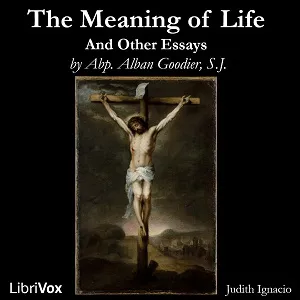 The Meaning of Life
And Other Essays
by Abp. Alban Goodier, S.J.
LibriVox
Judith Ignacio